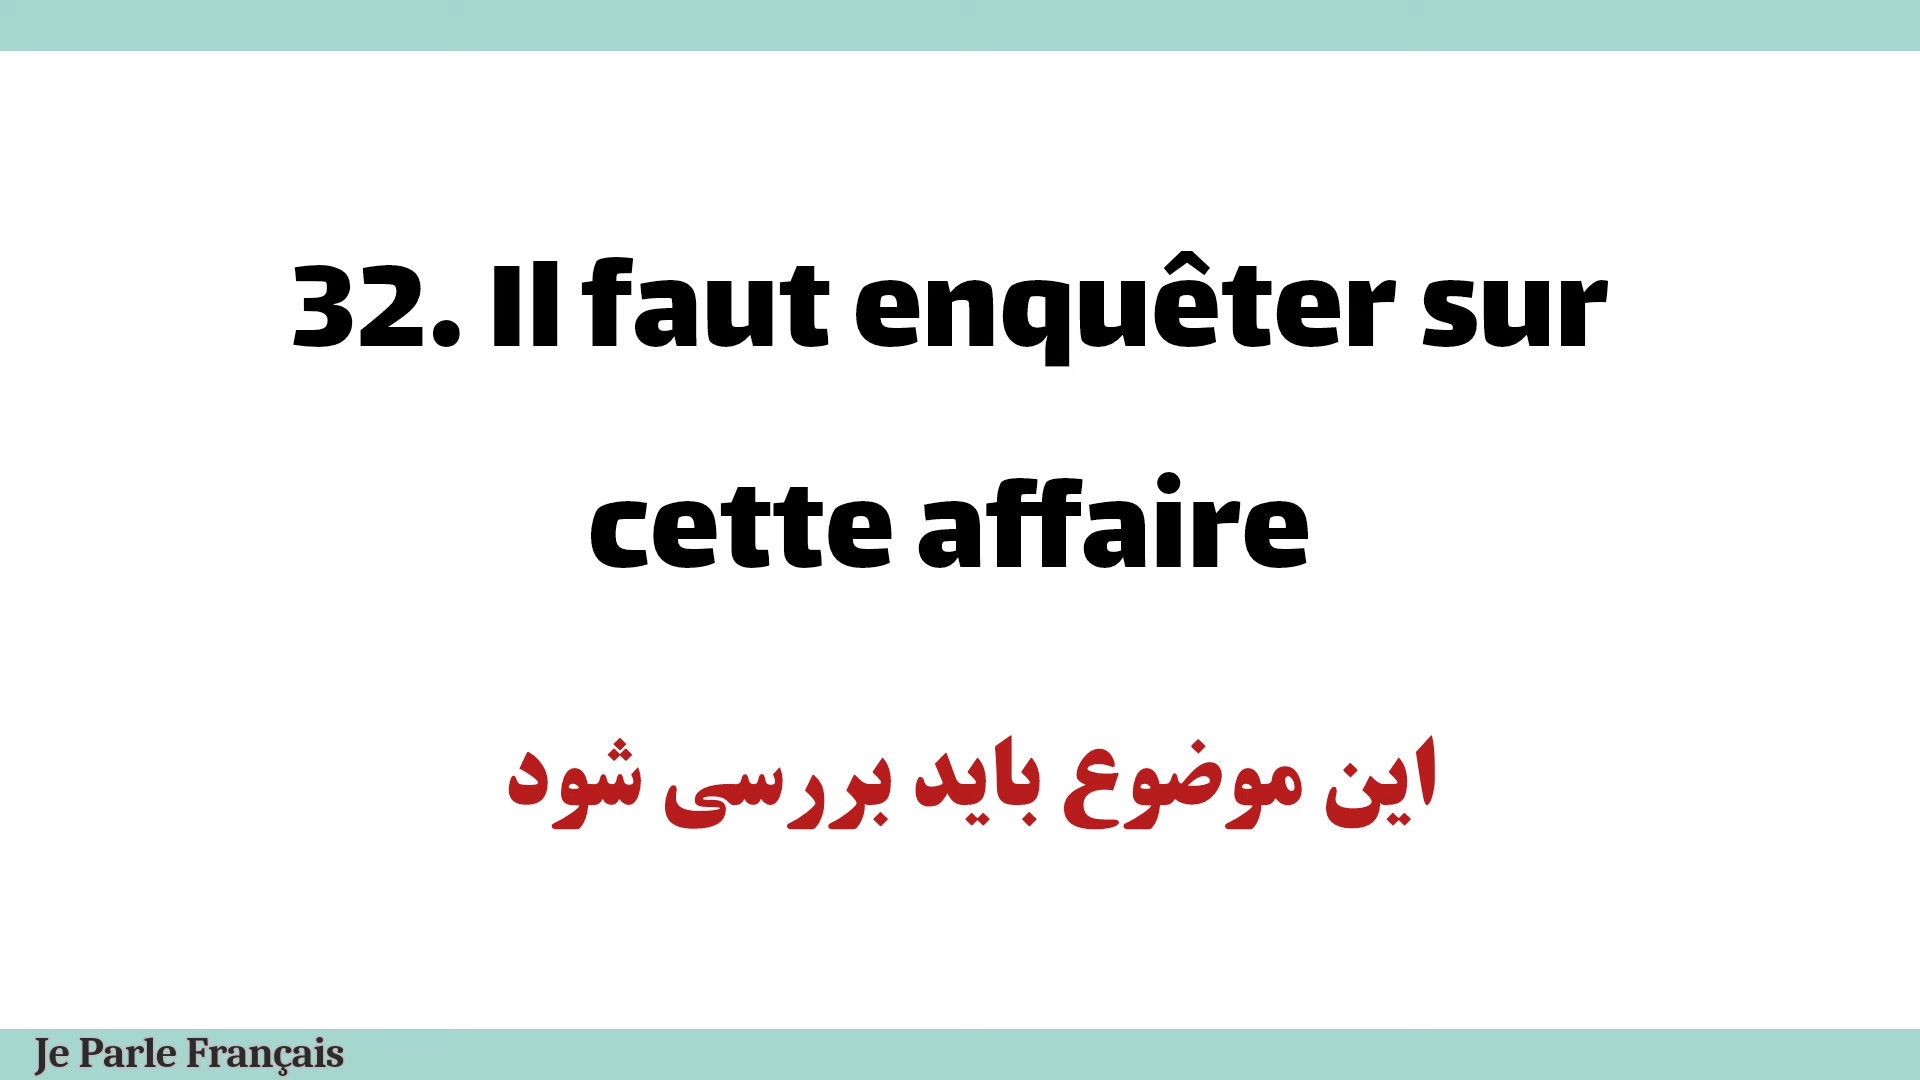 32. Il faut enquêter sur
cette affaire
این موضوع باید بررسی شود
Je Parle Français